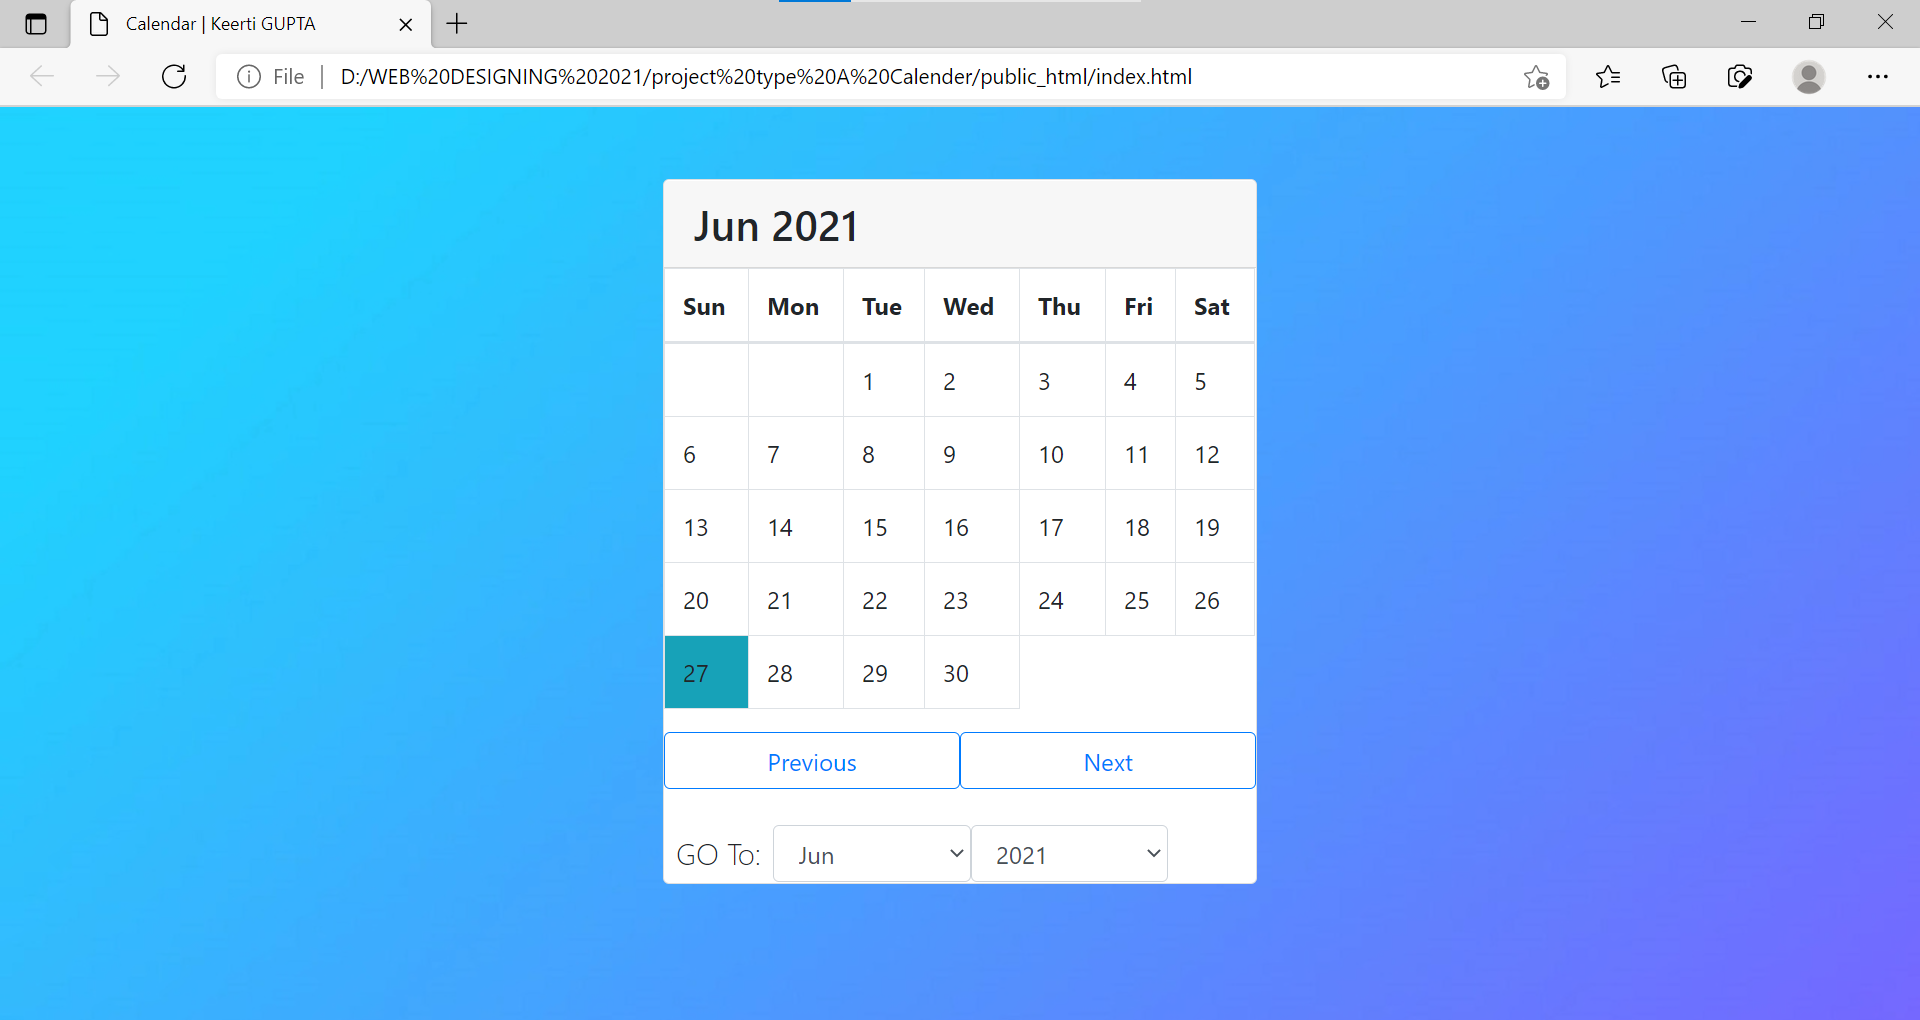 Calendar | Keerti GUPTA
File | D:/WEB%20DESIGNING%202021/project%20type%20A%20Calender/public_html/index.html
Jun 2021
Sun Mon Tue Wed Thu Fri Sat
1 2 3 4 5
6 7 8 9 10 11 12
13 14 15 16 17 18 19
20 21 22 23 24 25 26
27 28 29 30
Previous Next
GO To: Jun 2021